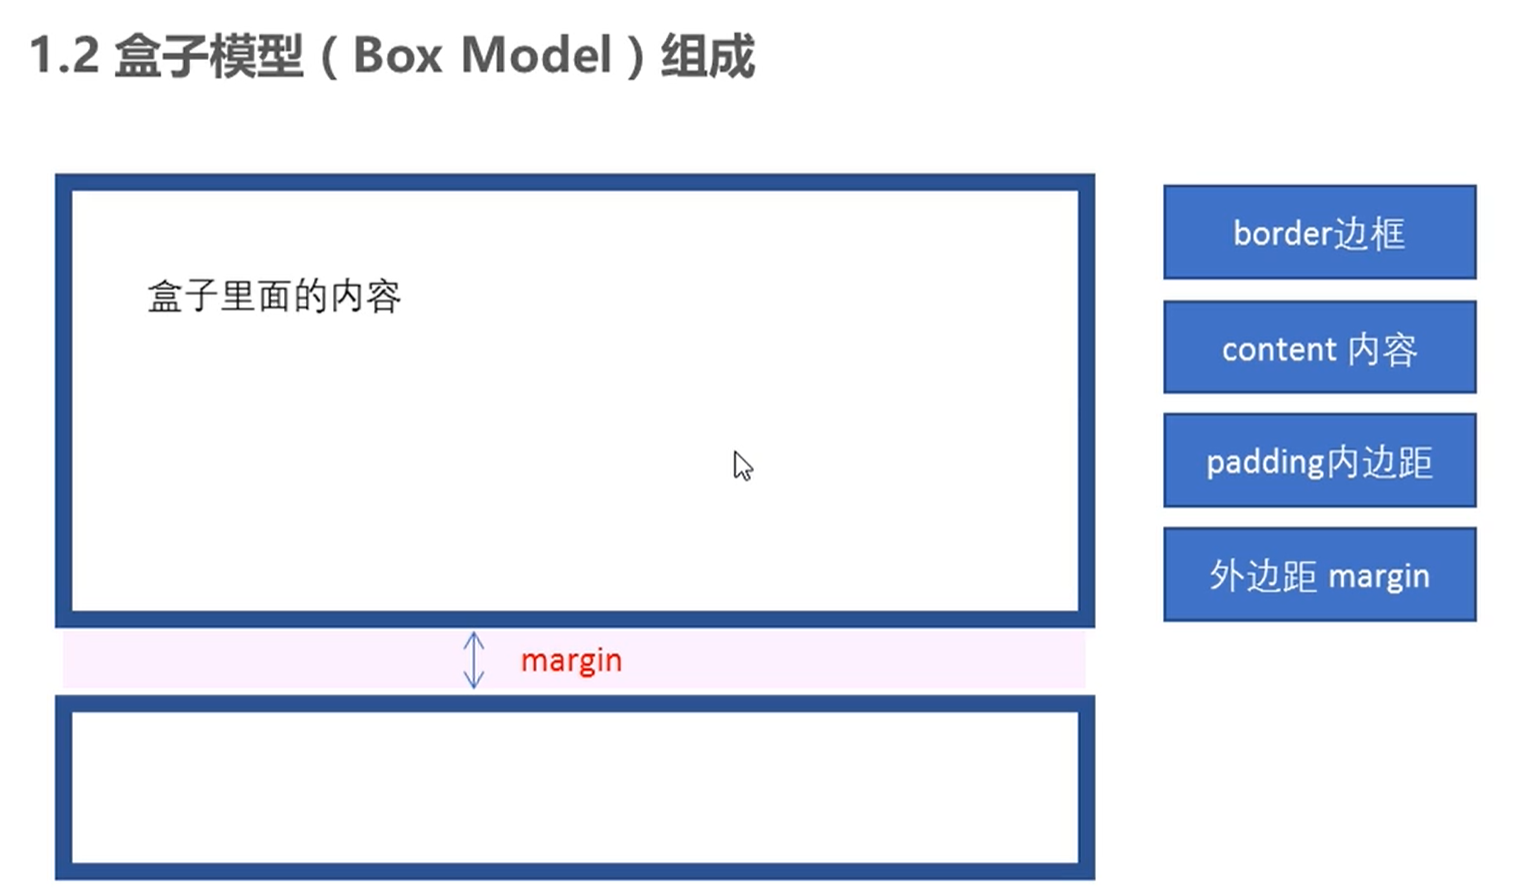 1.2 盒子模型（Box Model）组成
盒子里面的内容
margin
border边框
content 内容
padding内边距
外边距 margin